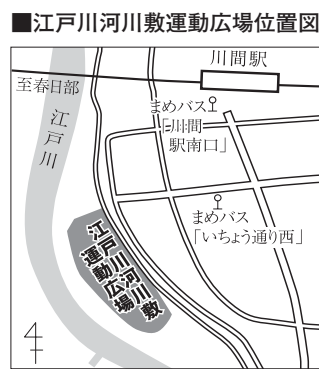 ■江戸川河川敷運動広場位置図
川間駅
至春日部
江戸川
まめバス
「川間
駅南口」
まめバス
「いちょう通り西」
江戸川河川敷
運動広場
4